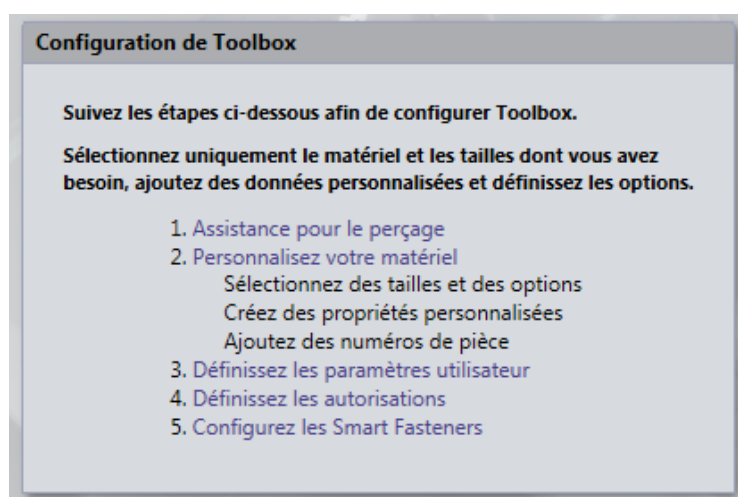 Configuration de Toolbox
Suivez les étapes ci-dessous afin de configurer Toolbox.
Sélectionnez uniquement le matériel et les tailles dont vous avez
besoin, ajoutez des données personnalisées et définissez les options.
1. Assistance pour le perçage
2. Personnalisez votre matériel
Sélectionnez des tailles et des options
Créez des propriétés personnalisées
Ajoutez des numéros de pièce
3. Définissez les paramètres utilisateur
4. Définissez les autorisations
5. Configurez les Smart Fasteners